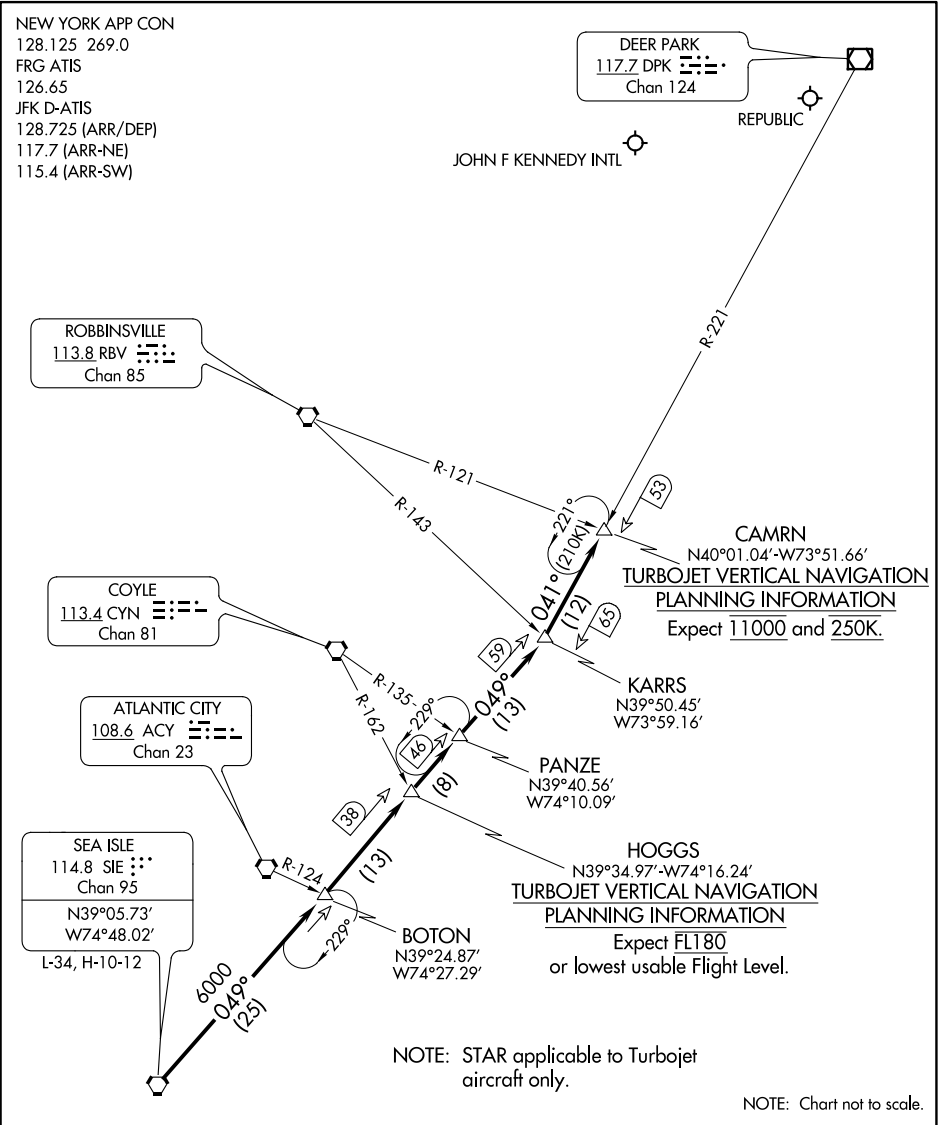 NEW YORK APP CON
128.125 269.0
FRG ATIS
126.65
JFK D-ATIS
128.725 (ARR/DEP)
117.7 (ARR-NE)
115.4 (ARR-SW)
DEER PARK
117.7 DPK
Chan 124
REPUBLIC
JOHN F KENNEDY INTL
R-221
ROBBINSVILLE
113.8 RBV
Chan 85
R-121
R-143
53
221°
(210K)
041°
(12)
CAMRN
N40°01.04'-W73°51.66'
TURBOJET VERTICAL NAVIGATION
PLANNING INFORMATION
Expect 11000 and 250K.
COYLE
113.4 CYN
Chan 81
R-135
R-162
59
65
KARRS
N39°50.45'
W73°59.16'
049°
(13)
229°
46
(8)
PANZE
N39°40.56'
W74°10.09'
ATLANTIC CITY
108.6 ACY
Chan 23
R-124
38
(13)
HOGGS
N39°34.97'-W74°16.24'
TURBOJET VERTICAL NAVIGATION
PLANNING INFORMATION
Expect FL180
or lowest usable Flight Level.
SEA ISLE
114.8 SIE
Chan 95
N39°05.73'
W74°48.02'
L-34, H-10-12
229°
BOTON
N39°24.87'
W74°27.29'
6000
049°
(25)
NOTE: STAR applicable to Turbojet
aircraft only.
NOTE: Chart not to scale.